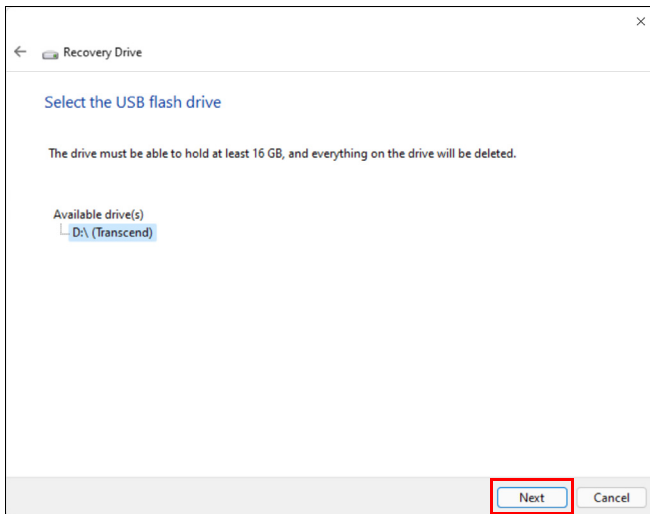 Recovery Drive
Select the USB flash drive
The drive must be able to hold at least 16 GB, and everything on the drive will be deleted.
Available drive(s)
D:\ (Transcend)
Next Cancel